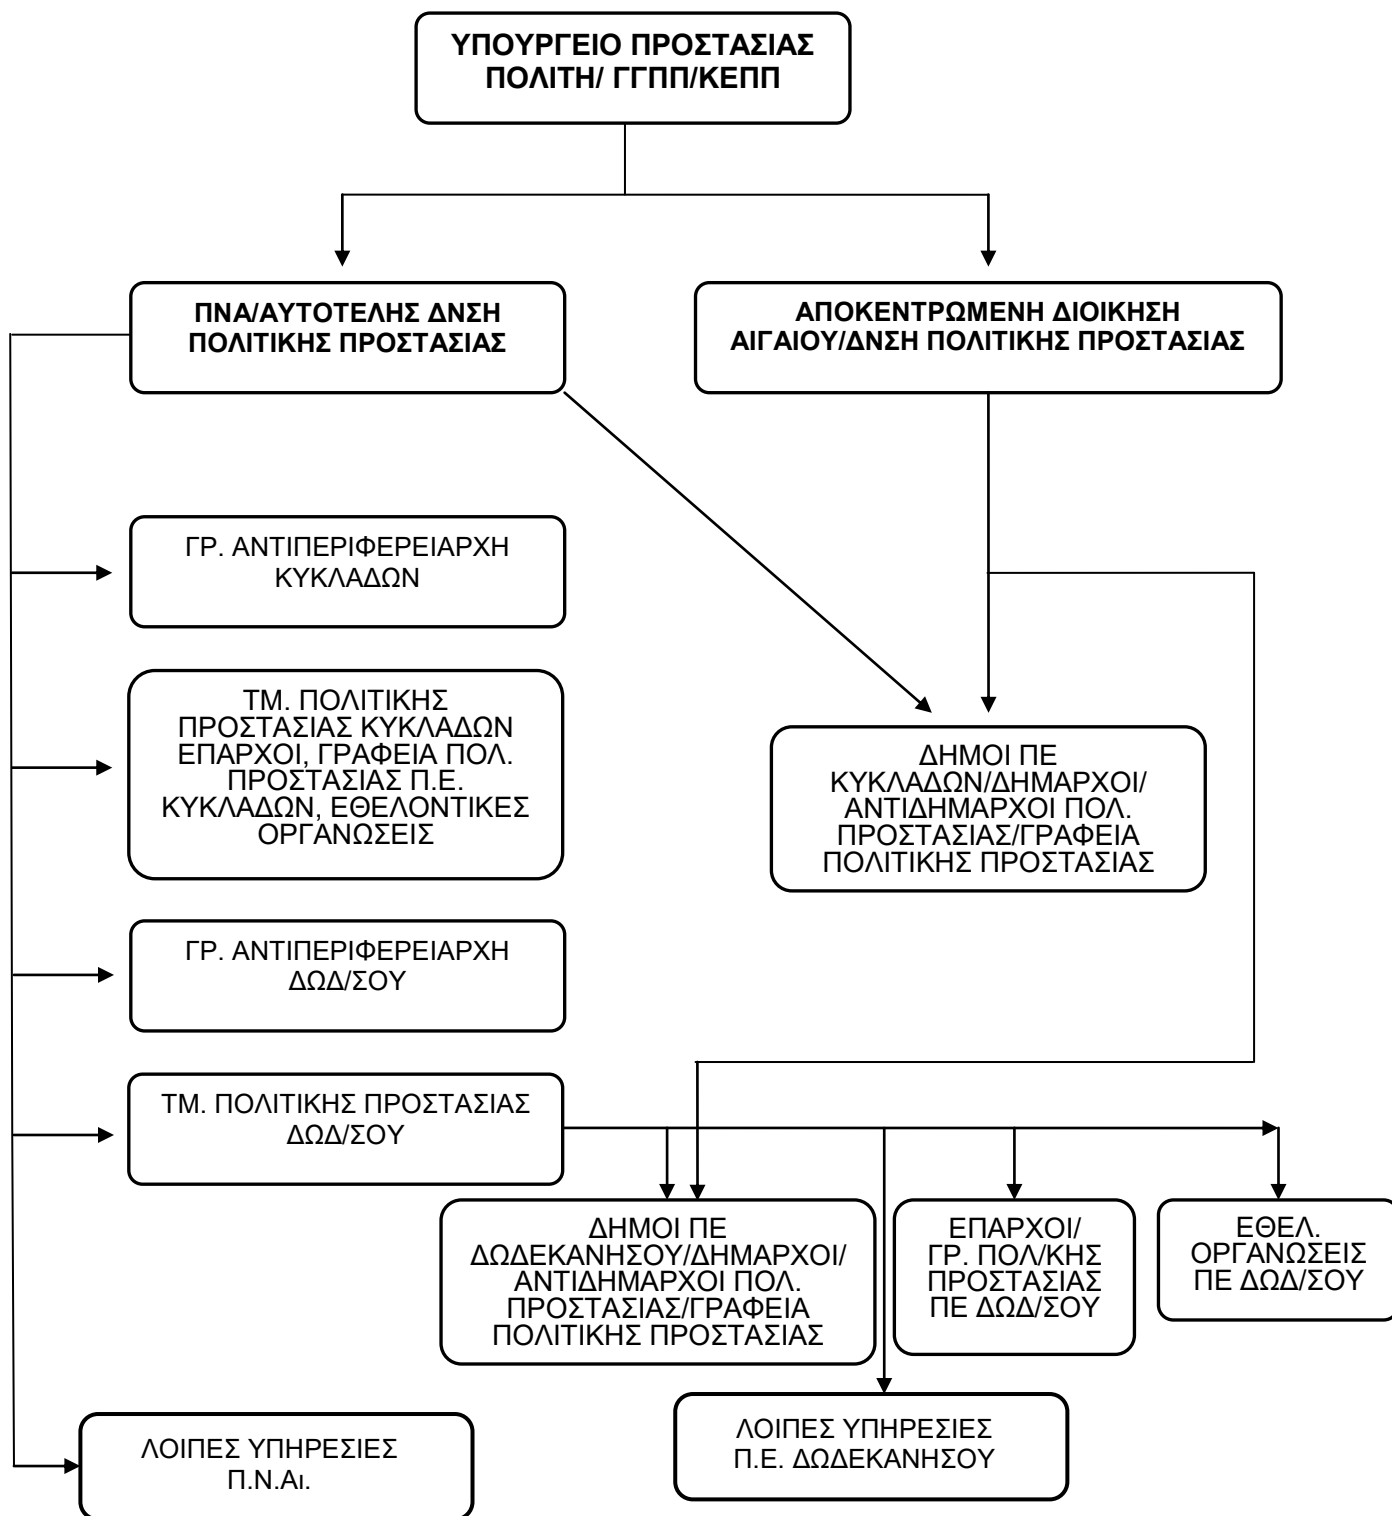 ΥΠΟΥΡΓΕΙΟ ΠΡΟΣΤΑΣΙΑΣ
ΠΟΛΙΤΗ/ ΓΓΠΠ/ΚΕΠΠ
ΠΝΑ/ΑΥΤΟΤΕΛΗΣ ΔΝΣΗ
ΠΟΛΙΤΙΚΗΣ ΠΡΟΣΤΑΣΙΑΣ
ΑΠΟΚΕΝΤΡΩΜΕΝΗ ΔΙΟΙΚΗΣΗ
ΑΙΓΑΙΟΥ/ΔΝΣΗ ΠΟΛΙΤΙΚΗΣ ΠΡΟΣΤΑΣΙΑΣ
ΓΡ. ΑΝΤΙΠΕΡΙΦΕΡΕΙΑΡΧΗ
ΚΥΚΛΑΔΩΝ
ΤΜ. ΠΟΛΙΤΙΚΗΣ
ΠΡΟΣΤΑΣΙΑΣ ΚΥΚΛΑΔΩΝ
ΕΠΑΡΧΟΙ, ΓΡΑΦΕΙΑ ΠΟΛ.
ΠΡΟΣΤΑΣΙΑΣ Π.Ε.
ΚΥΚΛΑΔΩΝ, ΕΘΕΛΟΝΤΙΚΕΣ
ΟΡΓΑΝΩΣΕΙΣ
ΔΗΜΟΙ ΠΕ
ΚΥΚΛΑΔΩΝ/ΔΗΜΑΡΧΟΙ/
ΑΝΤΙΔΗΜΑΡΧΟΙ ΠΟΛ.
ΠΡΟΣΤΑΣΙΑΣ/ΓΡΑΦΕΙΑ
ΠΟΛΙΤΙΚΗΣ ΠΡΟΣΤΑΣΙΑΣ
ΓΡ. ΑΝΤΙΠΕΡΙΦΕΡΕΙΑΡΧΗ
ΔΩΔ/ΣΟΥ
ΤΜ. ΠΟΛΙΤΙΚΗΣ ΠΡΟΣΤΑΣΙΑΣ
ΔΩΔ/ΣΟΥ
ΔΗΜΟΙ ΠΕ
ΔΩΔΕΚΑΝΗΣΟΥ/ΔΗΜΑΡΧΟΙ/
ΑΝΤΙΔΗΜΑΡΧΟΙ ΠΟΛ.
ΠΡΟΣΤΑΣΙΑΣ/ΓΡΑΦΕΙΑ
ΠΟΛΙΤΙΚΗΣ ΠΡΟΣΤΑΣΙΑΣ
ΕΠΑΡΧΟΙ/
ΓΡ. ΠΟΛ/ΚΗΣ
ΠΡΟΣΤΑΣΙΑΣ
ΠΕ ΔΩΔ/ΣΟΥ
ΕΘΕΛ.
ΟΡΓΑΝΩΣΕΙΣ
ΠΕ ΔΩΔ/ΣΟΥ
ΛΟΙΠΕΣ ΥΠΗΡΕΣΙΕΣ
Π.Ε. ΔΩΔΕΚΑΝΗΣΟΥ
ΛΟΙΠΕΣ ΥΠΗΡΕΣΙΕΣ
Π.Ν.Αι.